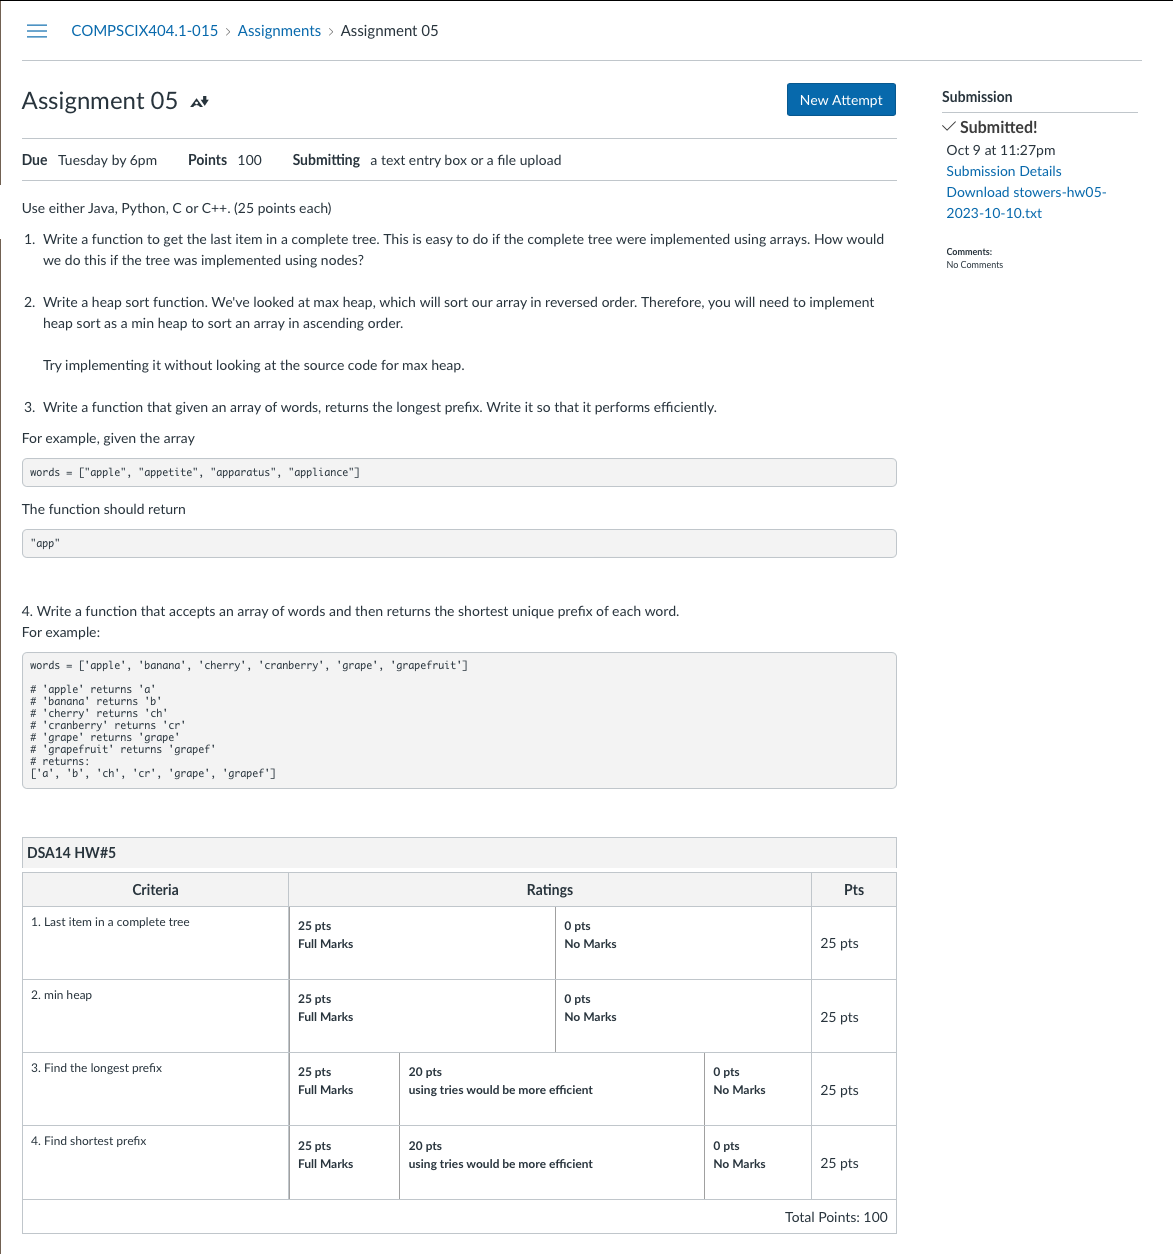 COMPSCIX404.1-015 › Assignments › Assignment 05
Assignment 05
New Attempt
Due Tuesday by 6pm Points 100 Submitting a text entry box or a file upload
Submission
Submitted!
Oct 9 at 11:27pm
Submission Details
Download stowers-hw05-
2023-10-10.txt
Comments:
No Comments
Use either Java, Python, C or C++. (25 points each)
1. Write a function to get the last item in a complete tree. This is easy to do if the complete tree were implemented using arrays. How would
we do this if the tree was implemented using nodes?
2. Write a heap sort function. We've looked at max heap, which will sort our array in reversed order. Therefore, you will need to implement
heap sort as a min heap to sort an array in ascending order.
Try implementing it without looking at the source code for max heap.
3. Write a function that given an array of words, returns the longest prefix. Write it so that it performs efficiently.
For example, given the array
words = ["apple", "appetite", "apparatus", "appliance"]
The function should return
"app"
4. Write a function that accepts an array of words and then returns the shortest unique prefix of each word.
For example:
words = ['apple', 'banana', 'cherry', 'cranberry', 'grape', 'grapefruit']
# 'apple' returns 'a'
# 'banana' returns 'b'
# 'cherry' returns 'ch'
# 'cranberry' returns 'cr'
# 'grape' returns 'grape'
# 'grapefruit' returns 'grapef'
# returns:
['a', 'b', 'ch', 'cr', 'grape', 'grapef']
DSA14 HW#5
Criteria Ratings Pts
1. Last item in a complete tree
25 pts
Full Marks
0 pts
No Marks
25 pts
2. min heap
25 pts
Full Marks
0 pts
No Marks
25 pts
3. Find the longest prefix
25 pts
Full Marks
20 pts
using tries would be more efficient
0 pts
No Marks
25 pts
4. Find shortest prefix
25 pts
Full Marks
20 pts
using tries would be more efficient
0 pts
No Marks
25 pts
Total Points: 100